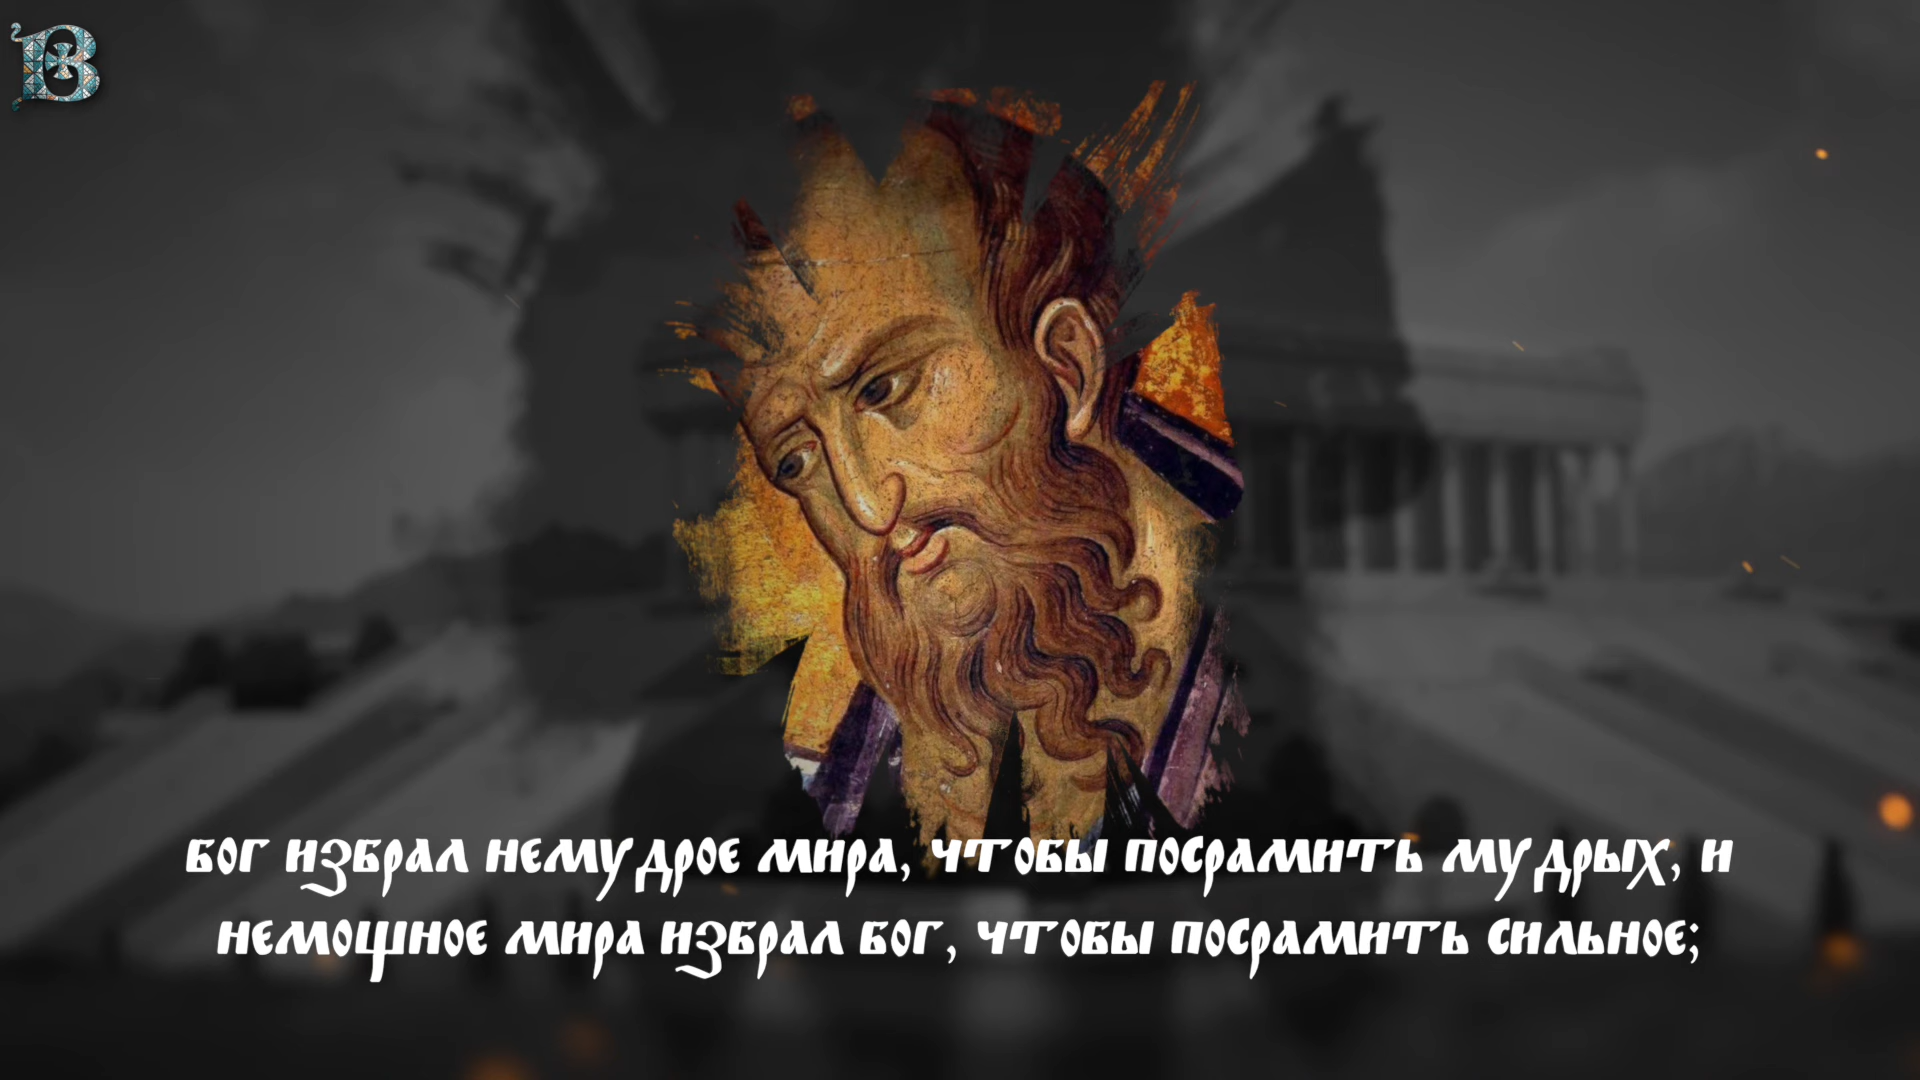 Бог избрал немудрое мира, чтобы посрамить мудрых, и
немощное мира избрал Бог, чтобы посрамить сильное;